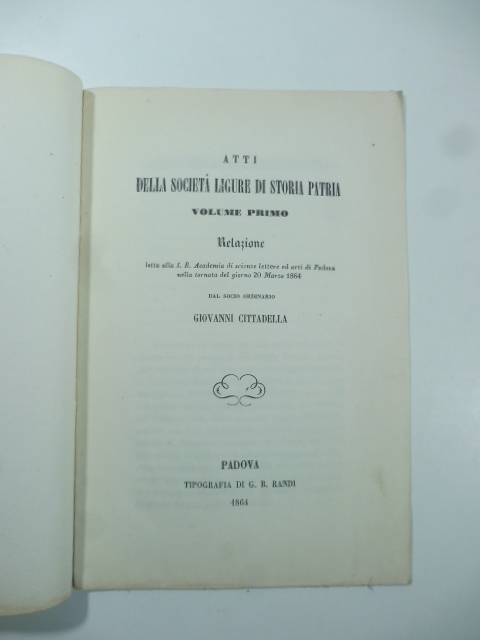 ATTI
DELLA SOCIETÀ LIGURE DI STORIA PATRIA
VOLUME PRIMO
Relazione
letta alla I. R. Academia di scienze lettere ed arti di Padova
nella tornata del giorno 20 Marzo 1864
DAL SOCIO ORDINARIO
GIOVANNI CITTADELLA
PADOVA
TIPOGRAFIA DI G. B. RANDI
1864